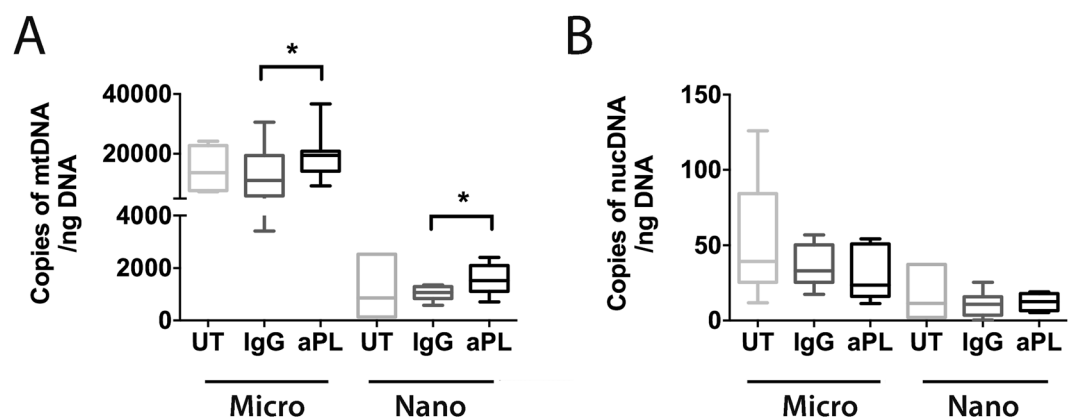 A
B
*
*
Copies of mtDNA
/ng DNA
40000
20000
4000
2000
0
UT IgG aPL UT IgG aPL
Micro Nano
Copies of nucDNA
/ng DNA
150
100
50
0
UT IgG aPL UT IgG aPL
Micro Nano